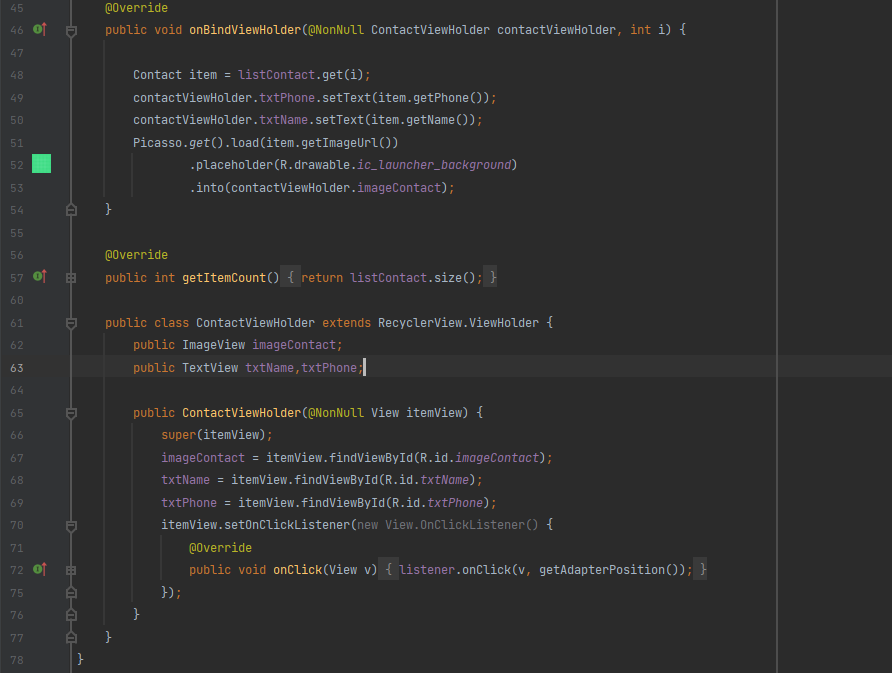 45 @Override
46 public void onBindViewHolder(@NonNull ContactViewHolder contactViewHolder, int i) {
47
48 Contact item = listContact.get(i);
49 contactViewHolder.txtPhone.setText(item.getPhone());
50 contactViewHolder.txtName.setText(item.getName());
51 Picasso.get().load(item.getImageUrl())
52 .placeholder(R.drawable.ic_launcher_background)
53 .into(contactViewHolder.imageContact);
54 }
55
56 @Override
57 public int getItemCount() { return listContact.size(); }
60
61 public class ContactViewHolder extends RecyclerView.ViewHolder {
62 public ImageView imageContact;
63 public TextView txtName,txtPhone;
64
65 public ContactViewHolder(@NonNull View itemView) {
66 super(itemView);
67 imageContact = itemView.findViewById(R.id.imageContact);
68 txtName = itemView.findViewById(R.id.txtName);
69 txtPhone = itemView.findViewById(R.id.txtPhone);
70 itemView.setOnClickListener(new View.OnClickListener() {
71 @Override
72 public void onClick(View v) { listener.onClick(v, getAdapterPosition()); }
75 });
76 }
77 }
78 }